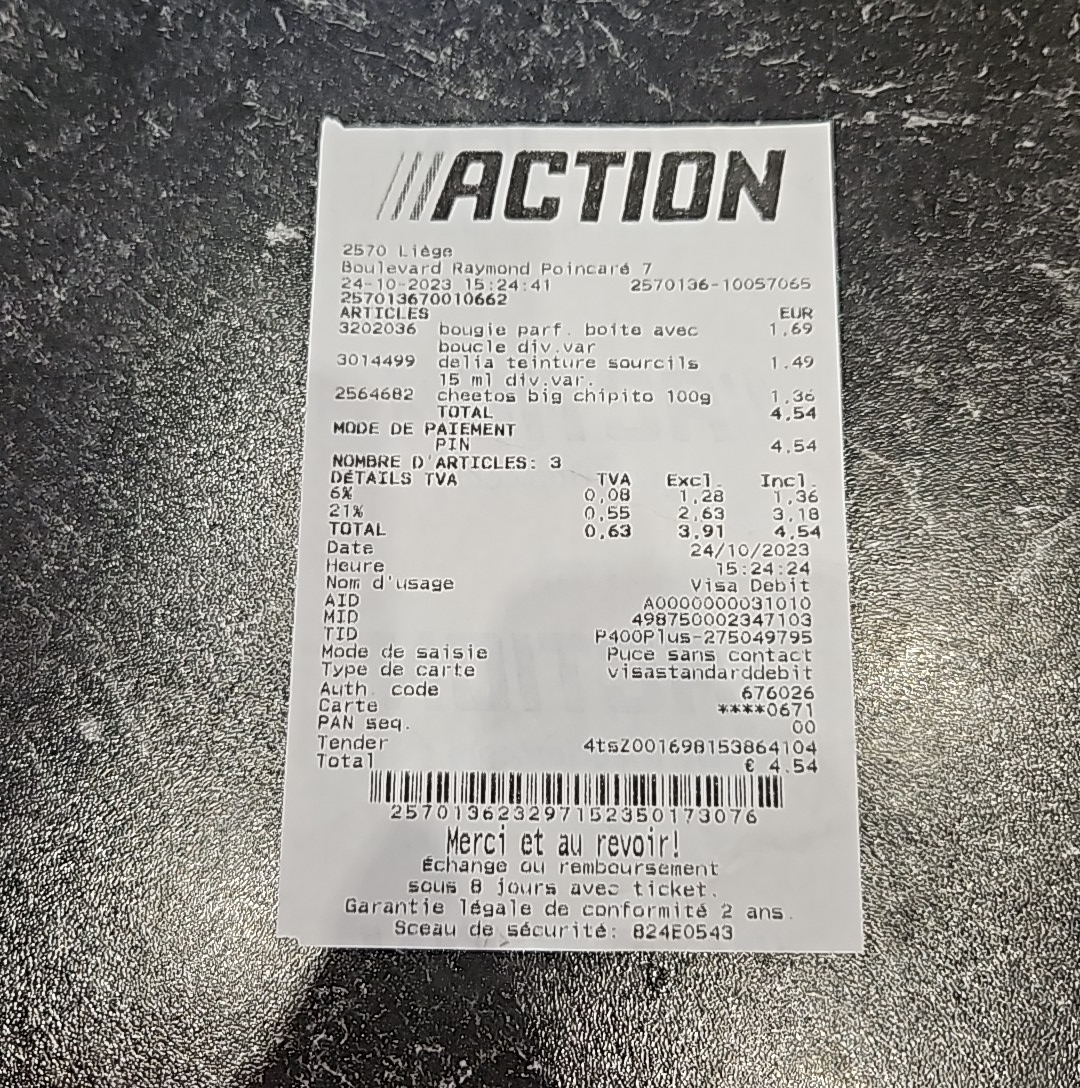 ACTION
2570 Liège
Boulevard Raymond Poincaré 7
24-10-2023 15:24:41 2570136-10057065
257013670010662
ARTICLES EUR
3202036 bougie parf. boite avec 1,69
boucle div.var
3014499 delia teinture sourcils 1,49
15 ml div.var.
2564682 cheetos big chipito 100g 1,36
TOTAL 4,54
MODE DE PAIEMENT
PIN 4,54
NOMBRE D'ARTICLES: 3
DÉTAILS TVA TVA Excl. Incl.
6% 0,08 1,28 1,36
21% 0,55 2,63 3,18
TOTAL 0,63 3,91 4,54
Date 24/10/2023
Heure 15:24:24
Nom d'usage Visa Debit
AID A0000000031010
MID 498750002347103
TID P400Plus-275049795
Mode de saisie Puce sans contact
Type de carte visastandarddebit
Auth. code 676026
Carte ****0671
PAN seq. 00
Tender 4tsZ001698153864104
Total € 4.54
257013623297152350173076
Merci et au revoir!
Échange ou remboursement
sous 8 jours avec ticket.
Garantie légale de conformité 2 ans.
Sceau de sécurité: 824E0543